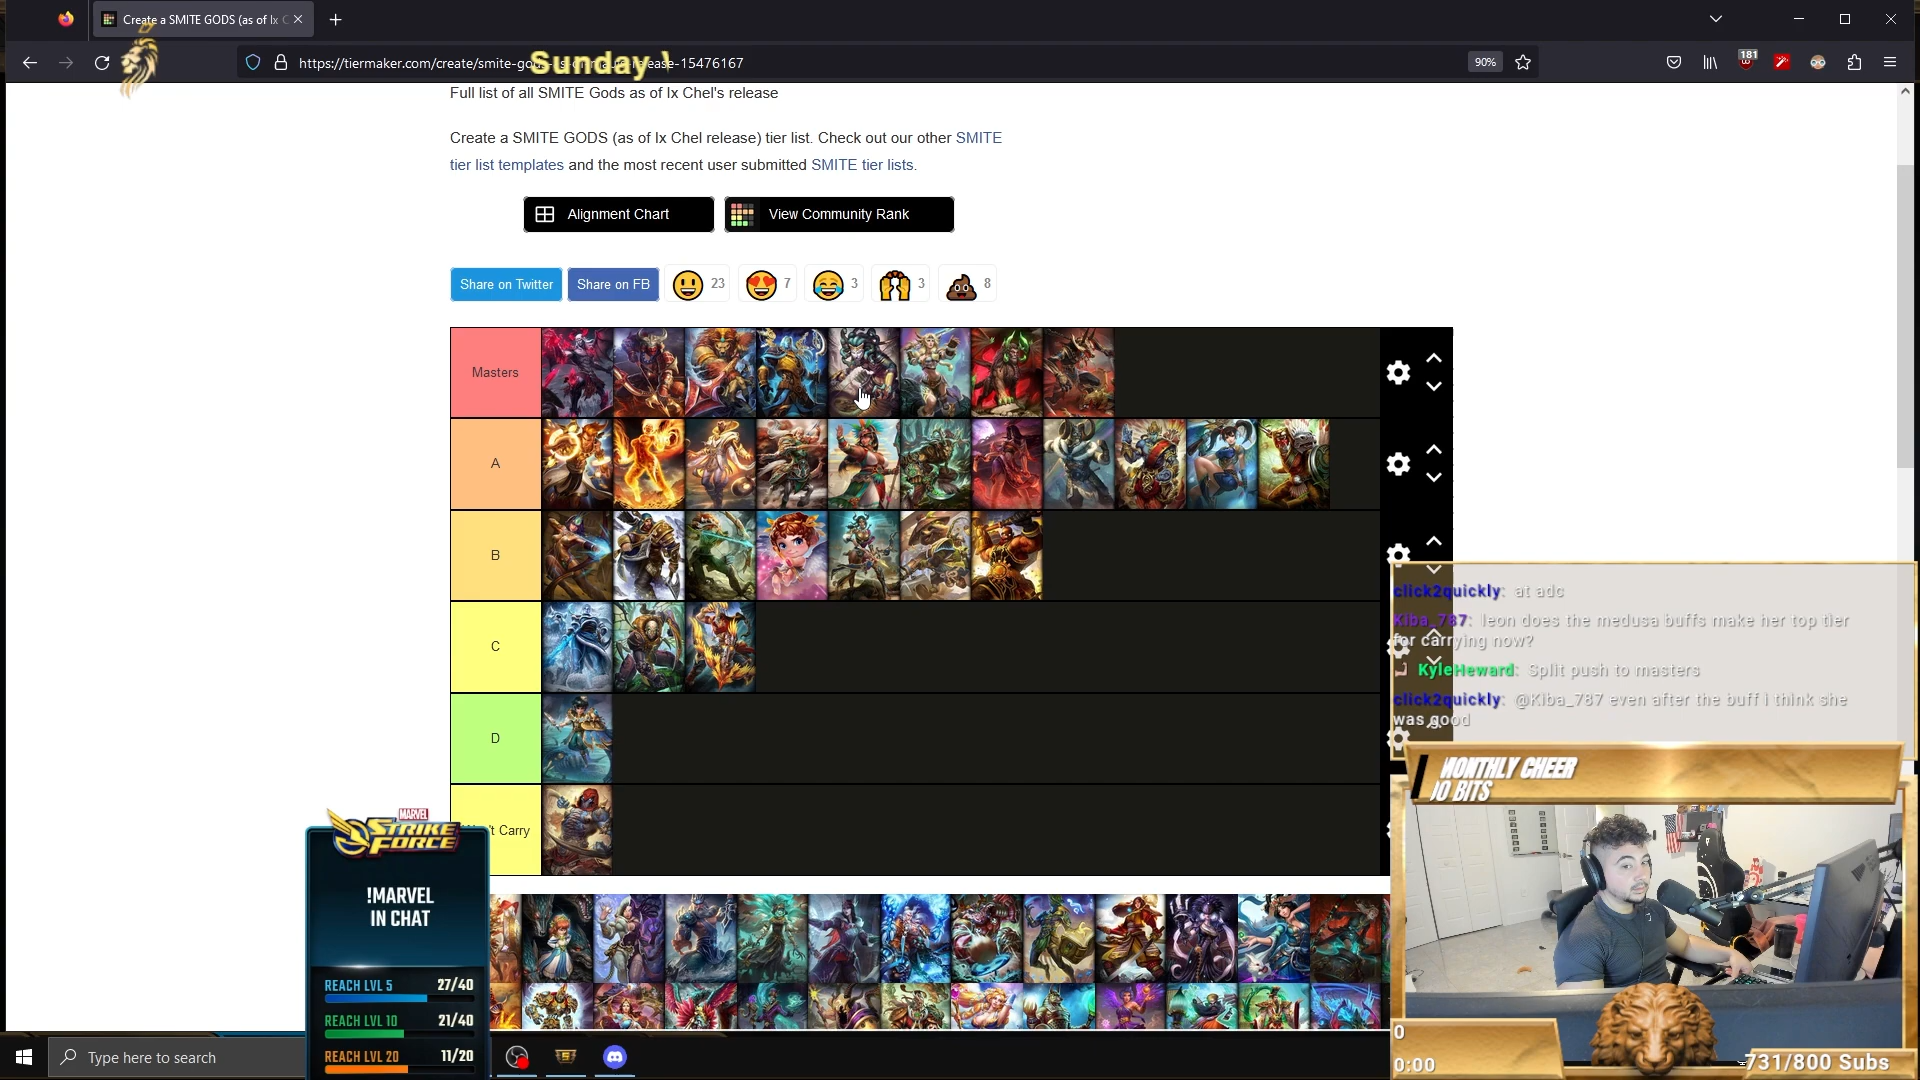 Create a SMITE GODS (as of Ix C
Sunday
https://tiermaker.com/create/smite-go
ease-15476167
90%
181
Full list of all SMITE Gods as of Ix Chel's release
Create a SMITE GODS (as of Ix Chel release) tier list. Check out our other SMITE
tier list templates and the most recent user submitted SMITE tier lists.
Alignment Chart
View Community Rank
Share on Twitter
Share on FB
23
7
3
3
8
Masters
A
B
C
D
't Carry
click2quickly: at adc
Kiba_787: leon does the medusa buffs make her top tier
for carrying now?
KyleHeward: Split push to masters
click2quickly: @Kiba_787 even after the buff i think she
was good
MONTHLY CHEER
10 BITS
MARVEL
STRIKE
FORCE
!MARVEL
IN CHAT
REACH LVL 5 27/40
REACH LVL 10 21/40
REACH LVL 20 11/20
Type here to search
0
0:00
731/800 Subs